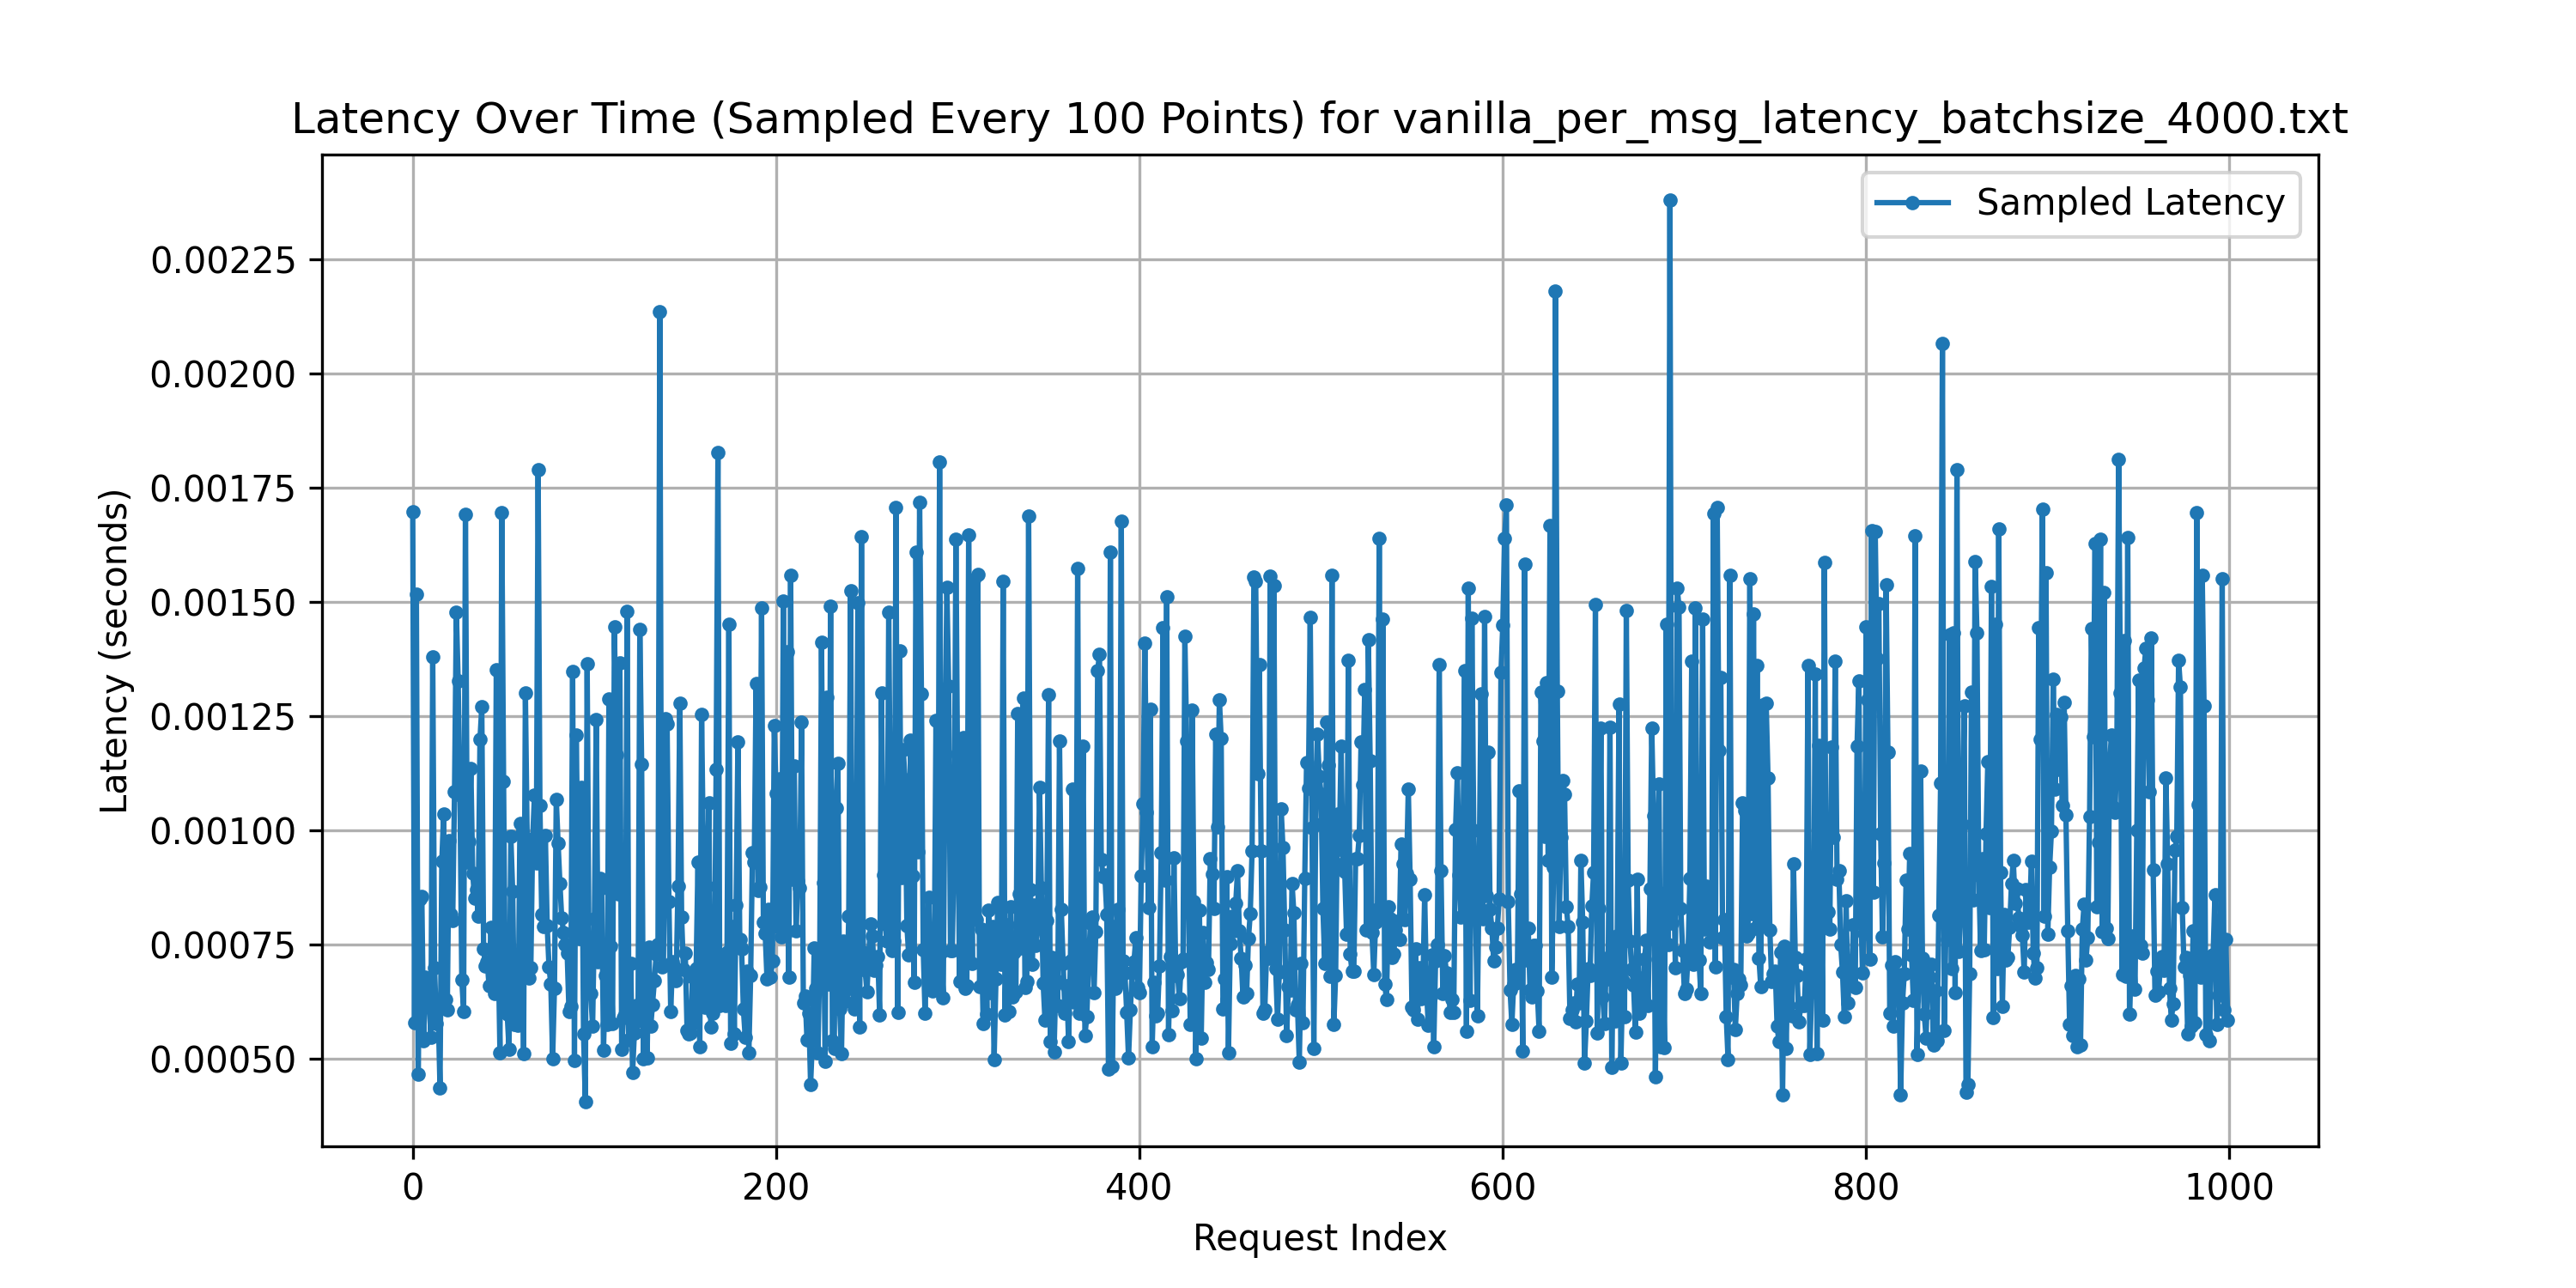 Latency Over Time (Sampled Every 100 Points) for vanilla_per_msg_latency_batchsize_4000.txt
Sampled Latency
0.00225
0.00200
0.00175
0.00150
0.00125
0.00100
0.00075
0.00050
Latency (seconds)
0 200 400 600 800 1000
Request Index